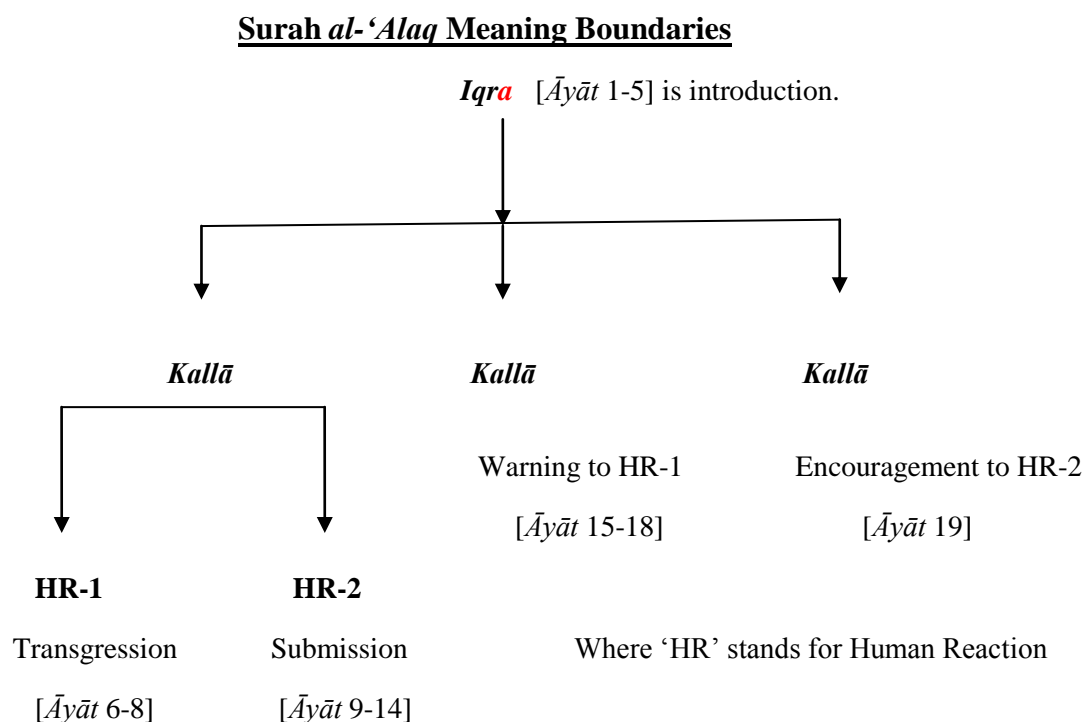 Surah al-‘Alaq Meaning Boundaries
Iqra [Āyāt 1-5] is introduction.
Kallā
Kallā
Kallā
Warning to HR-1
[Āyāt 15-18]
Encouragement to HR-2
[Āyāt 19]
HR-1
Transgression
[Āyāt 6-8]
HR-2
Submission
[Āyāt 9-14]
Where ‘HR’ stands for Human Reaction